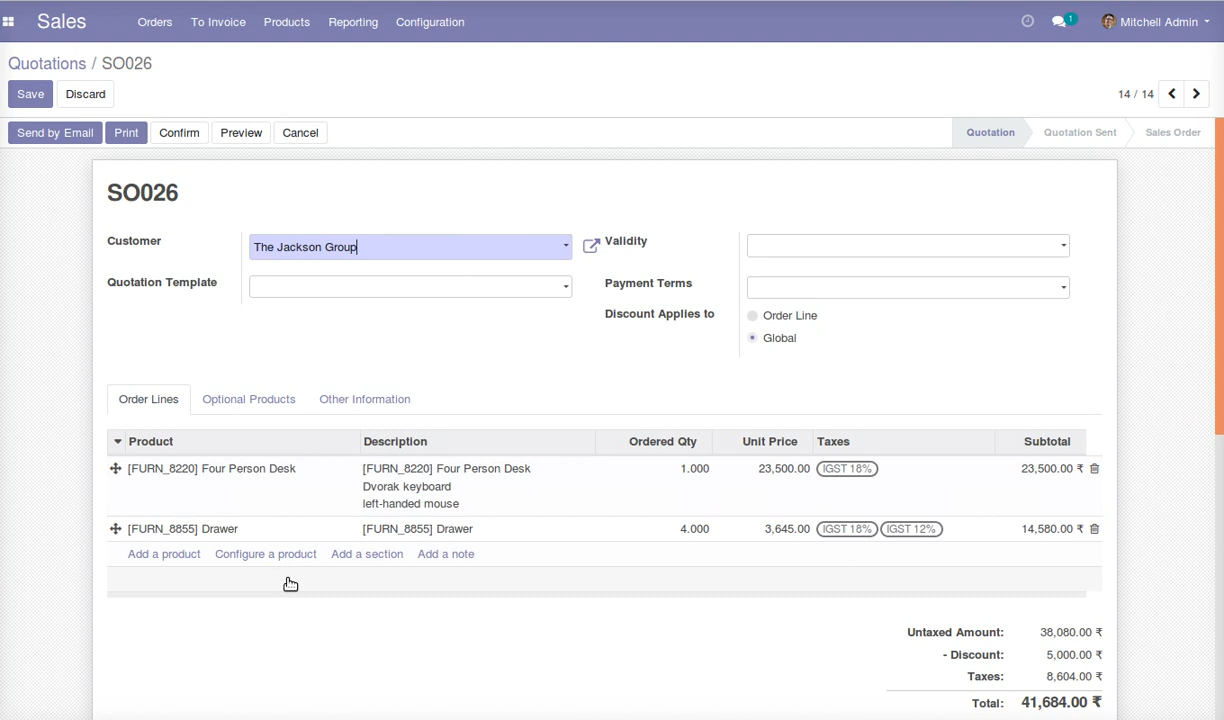 Sales Orders To Invoice Products Reporting Configuration 1 Mitchell Admin
Quotations / SO026
Save Discard 14 / 14
Send by Email Print Confirm Preview Cancel Quotation Quotation Sent Sales Order
SO026
Customer The Jackson Group Validity
Quotation Template Payment Terms
Discount Applies to Order Line
Global
Order Lines Optional Products Other Information
Product Description Ordered Qty Unit Price Taxes Subtotal
[FURN_8220] Four Person Desk [FURN_8220] Four Person Desk 1.000 23,500.00 IGST 18% 23,500.00 ₹
Dvorak keyboard
left-handed mouse
[FURN_8855] Drawer [FURN_8855] Drawer 4.000 3,645.00 IGST 18% IGST 12% 14,580.00 ₹
Add a product Configure a product Add a section Add a note
Untaxed Amount: 38,080.00 ₹
- Discount: 5,000.00 ₹
Taxes: 8,604.00 ₹
Total: 41,684.00 ₹